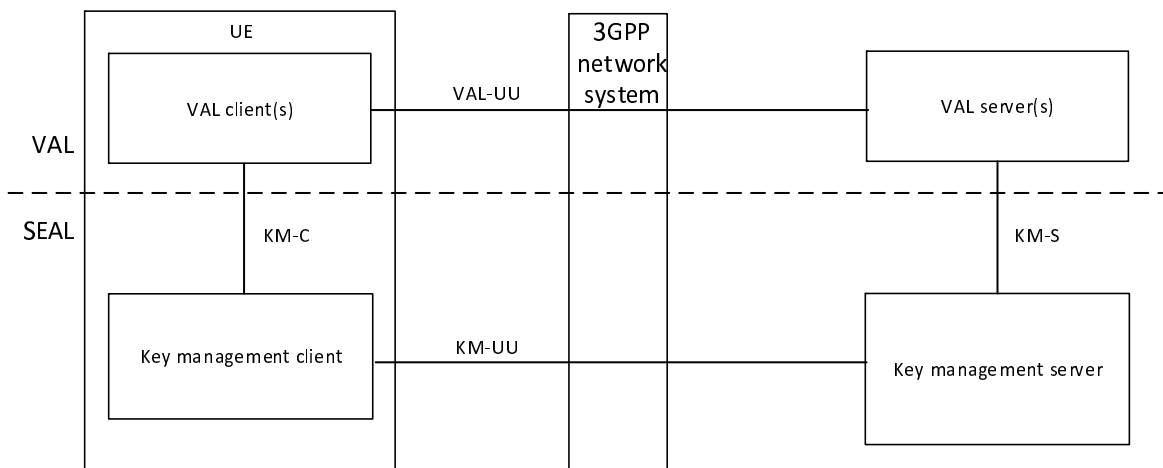 UE
3GPP
network
system
VAL client(s)
VAL-UU
VAL server(s)
VAL
SEAL
KM-C
KM-S
Key management client
KM-UU
Key management server